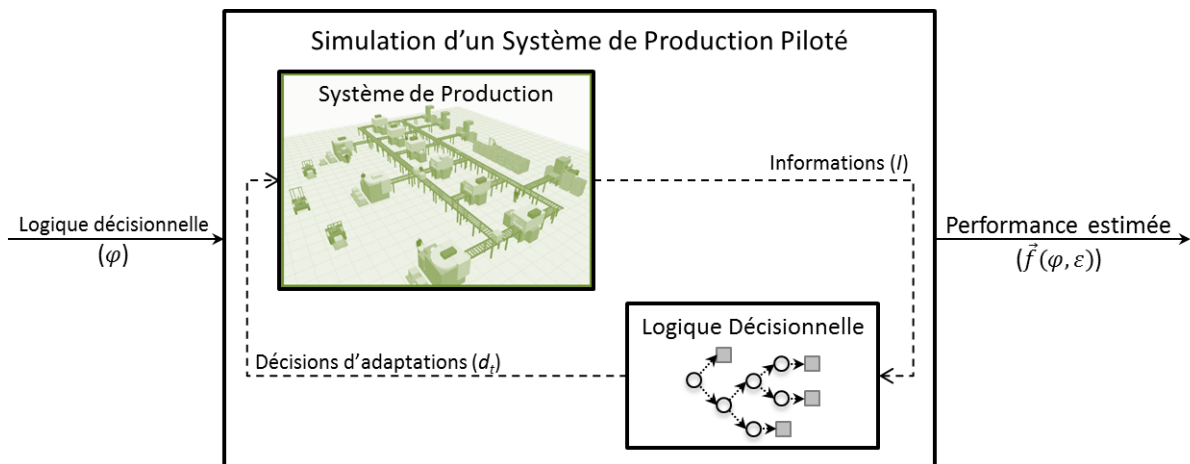 Simulation d'un Système de Production Piloté
Système de Production
Informations (I)
Logique décisionnelle
(φ)
Performance estimée
(f⃗(φ, ε))
Logique Décisionnelle
Décisions d'adaptations (dₜ)